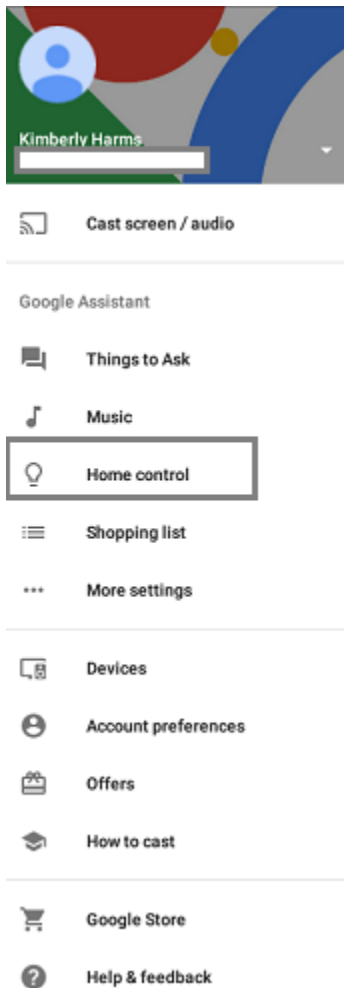 Kimberly Harms
Cast screen / audio
Google Assistant
Things to Ask
Music
Home control
Shopping list
More settings
Devices
Account preferences
Offers
How to cast
Google Store
Help & feedback